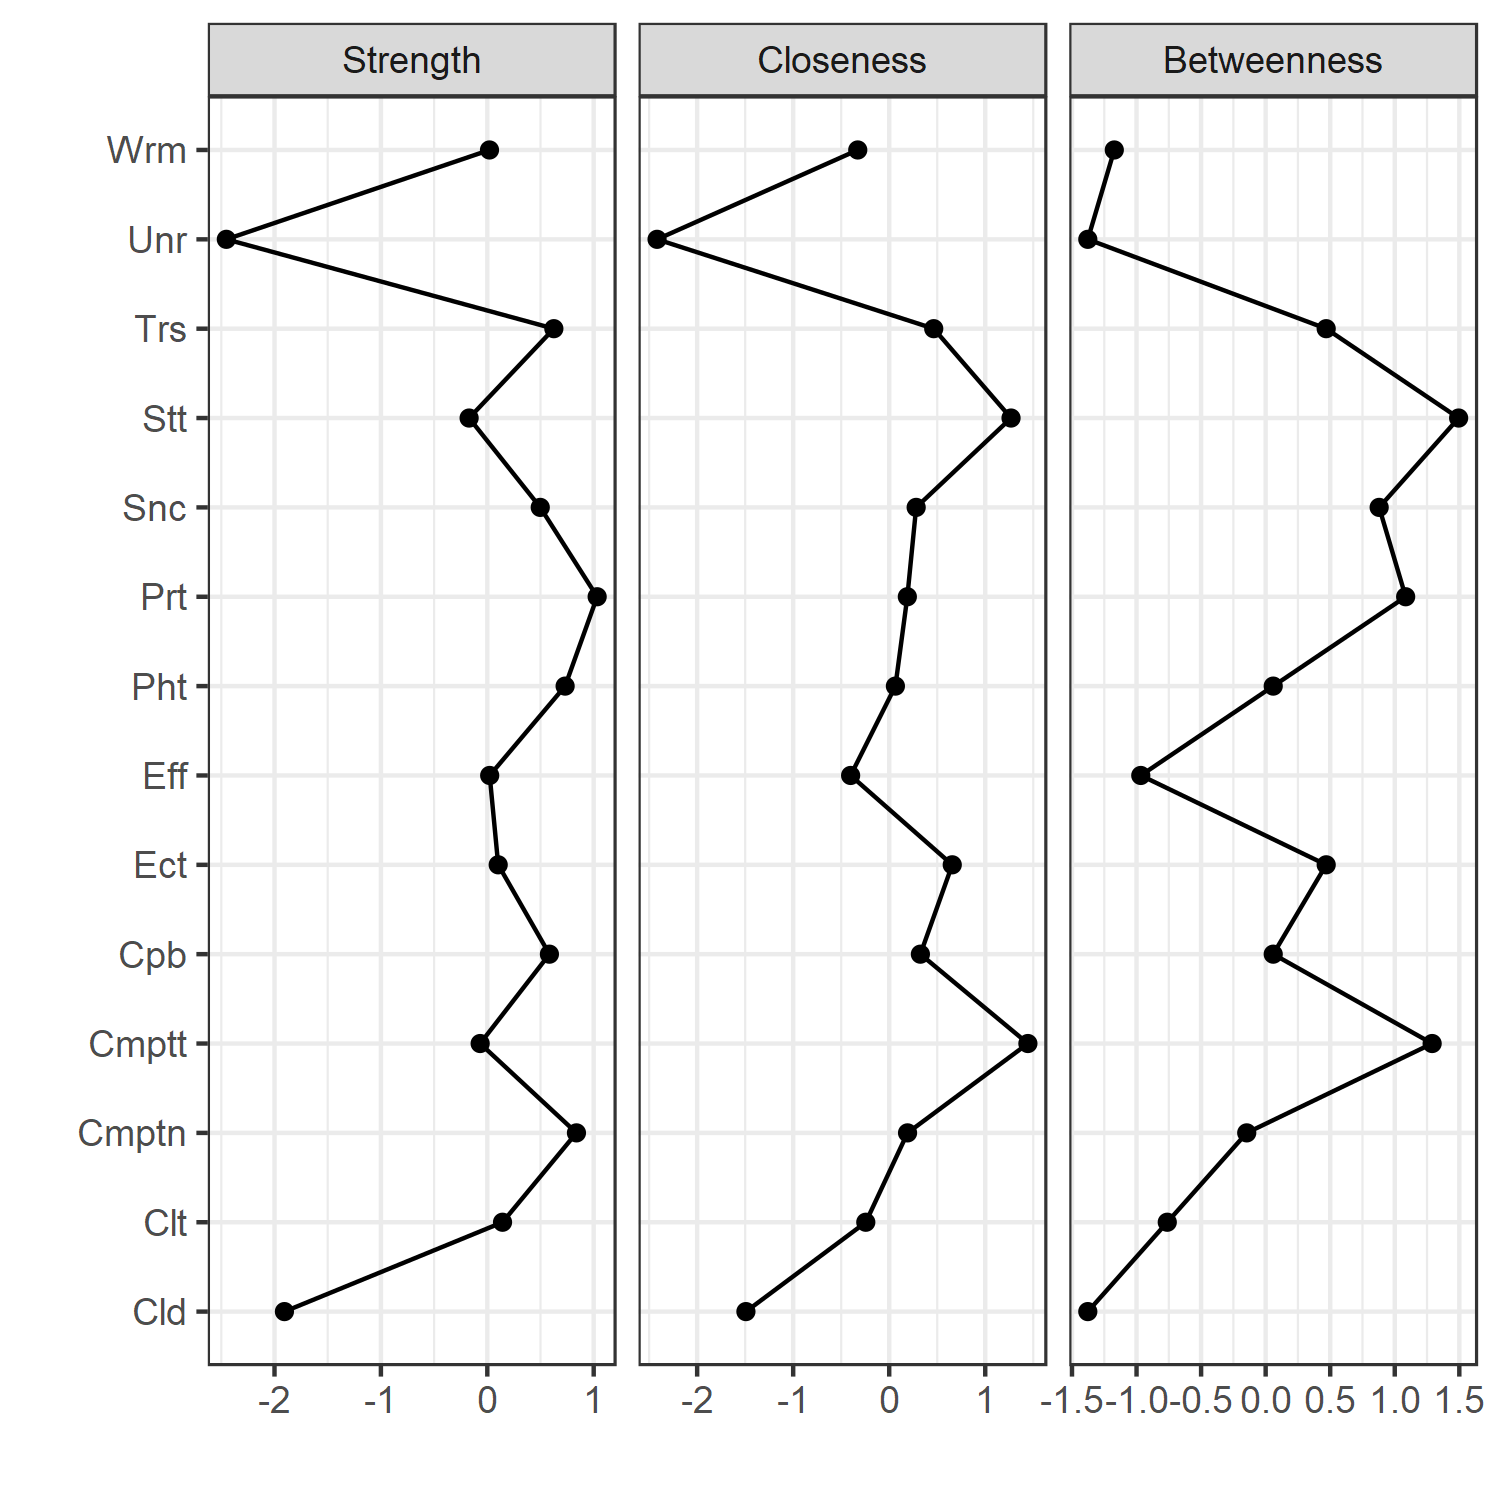 Strength Closeness Betweenness
Wrm
Unr
Trs
Stt
Snc
Prt
Pht
Eff
Ect
Cpb
Cmptt
Cmptn
Clt
Cld
-2 -1 0 1 -2 -1 0 1 -1.5 -1.0 -0.5 0.0 0.5 1.0 1.5